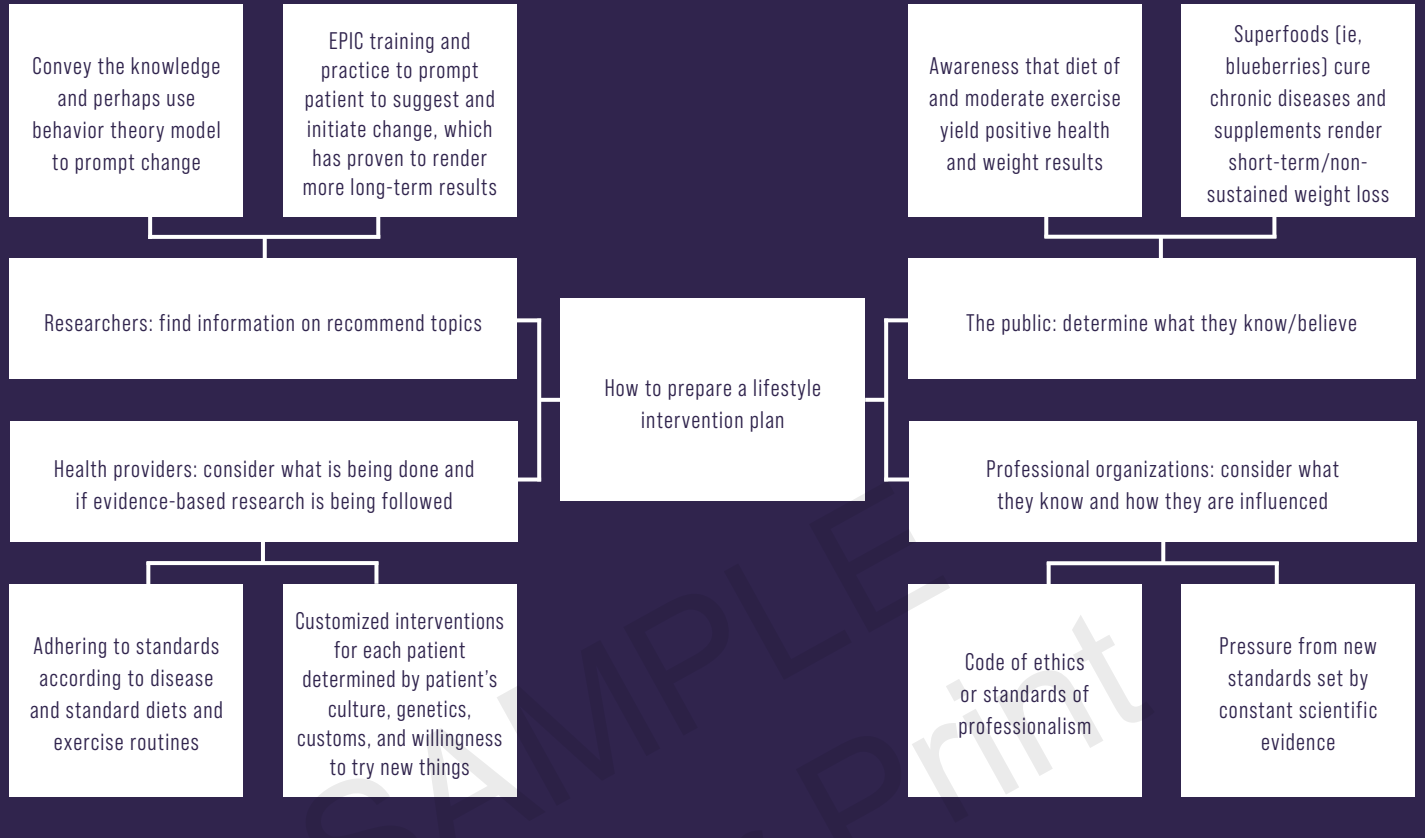 Convey the knowledge
and perhaps use
behavior theory model
to prompt change
EPIC training and
practice to prompt
patient to suggest and
initiate change, which
has proven to render
more long-term results
Awareness that diet of
and moderate exercise
yield positive health
and weight results
Superfoods (ie,
blueberries) cure
chronic diseases and
supplements render
short-term/non-
sustained weight loss
Researchers: find information on recommend topics
The public: determine what they know/believe
How to prepare a lifestyle
intervention plan
Health providers: consider what is being done and
if evidence-based research is being followed
Professional organizations: consider what
they know and how they are influenced
Adhering to standards
according to disease
and standard diets and
exercise routines
Customized interventions
for each patient
determined by patient’s
culture, genetics,
customs, and willingness
to try new things
Code of ethics
or standards of
professionalism
Pressure from new
standards set by
constant scientific
evidence
SAMPLE
Print